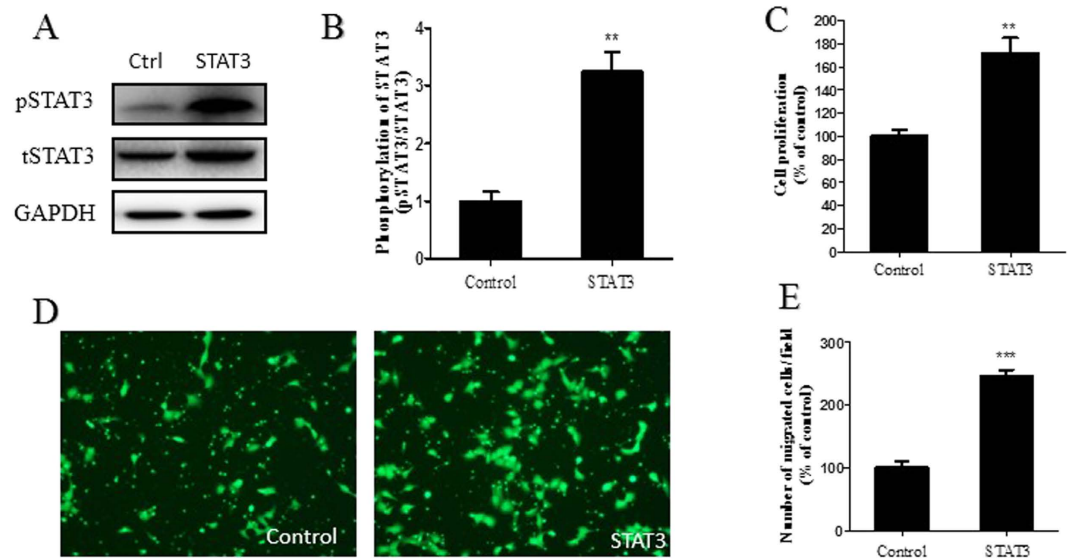 A
Ctrl STAT3
pSTAT3
tSTAT3
GAPDH
B
Phosphorylation of STAT3
(pSTAT3/STAT3)
4
3
2
1
0
**
Control STAT3
C
Cell proliferation
(% of control)
200
180
160
140
120
100
80
60
40
20
0
**
Control STAT3
D
Control
STAT3
E
Number of migrated cells/field
(% of control)
300
250
100
0
***
Control STAT3